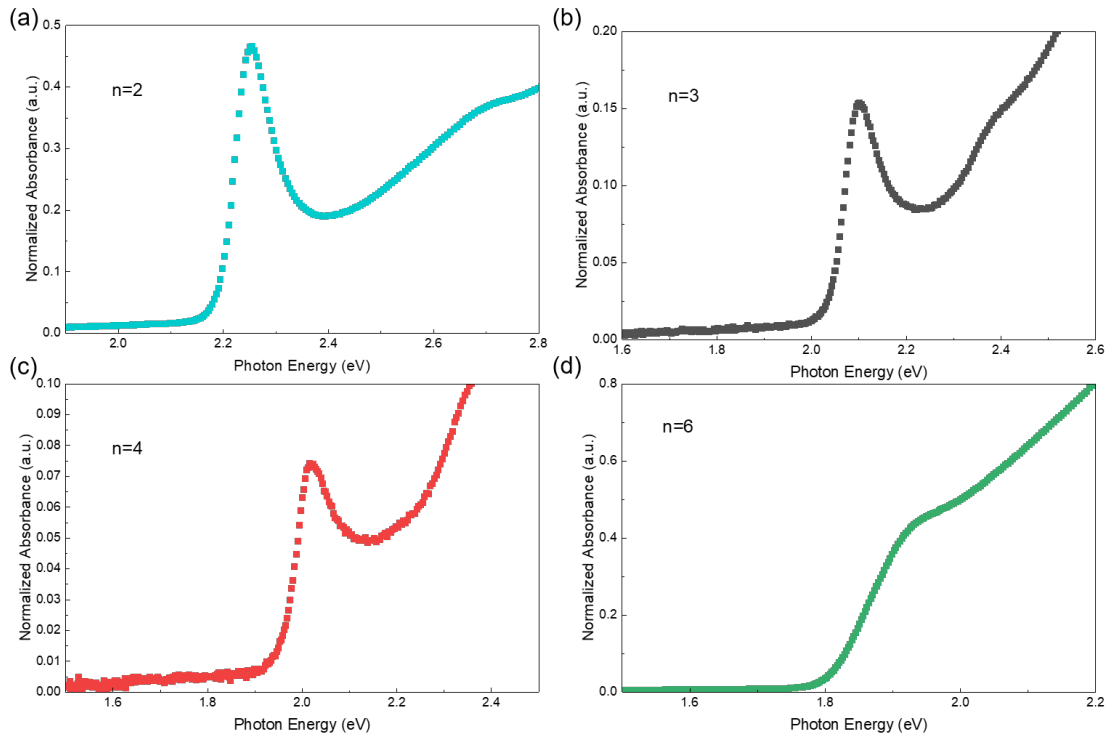 (a)
n=2
Normalized Absorbance (a.u.)
0.5
0.4
0.3
0.2
0.1
0.0
2.0
2.2
2.4
2.6
2.8
Photon Energy (eV)
(b)
n=3
Normalized Absorbance (a.u.)
0.20
0.15
0.10
0.05
0.00
1.6
1.8
2.0
2.2
2.4
2.6
Photon Energy (eV)
(c)
n=4
Normalized Absorbance (a.u.)
0.10
0.09
0.08
0.07
0.06
0.05
0.04
0.03
0.02
0.01
0.00
1.6
1.8
2.0
2.2
2.4
Photon Energy (eV)
(d)
n=6
Normalized Absorbance (a.u.)
0.8
0.6
0.4
0.2
0.0
1.6
1.8
2.0
2.2
Photon Energy (eV)